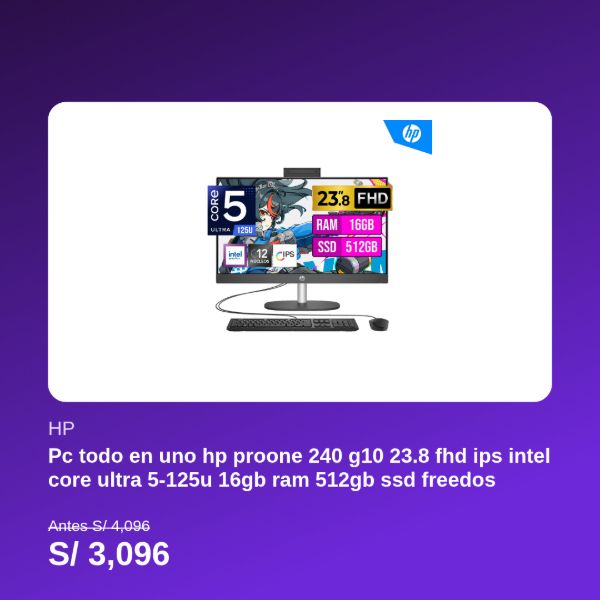 hp
CORE 5
ULTRA 125U
23.8" FHD
RAM 16GB
SSD 512GB
intel
12
NÚCLEOS
IPS
HP
Pc todo en uno hp proone 240 g10 23.8 fhd ips intel
core ultra 5-125u 16gb ram 512gb ssd freedos
Antes S/ 4,096
S/ 3,096